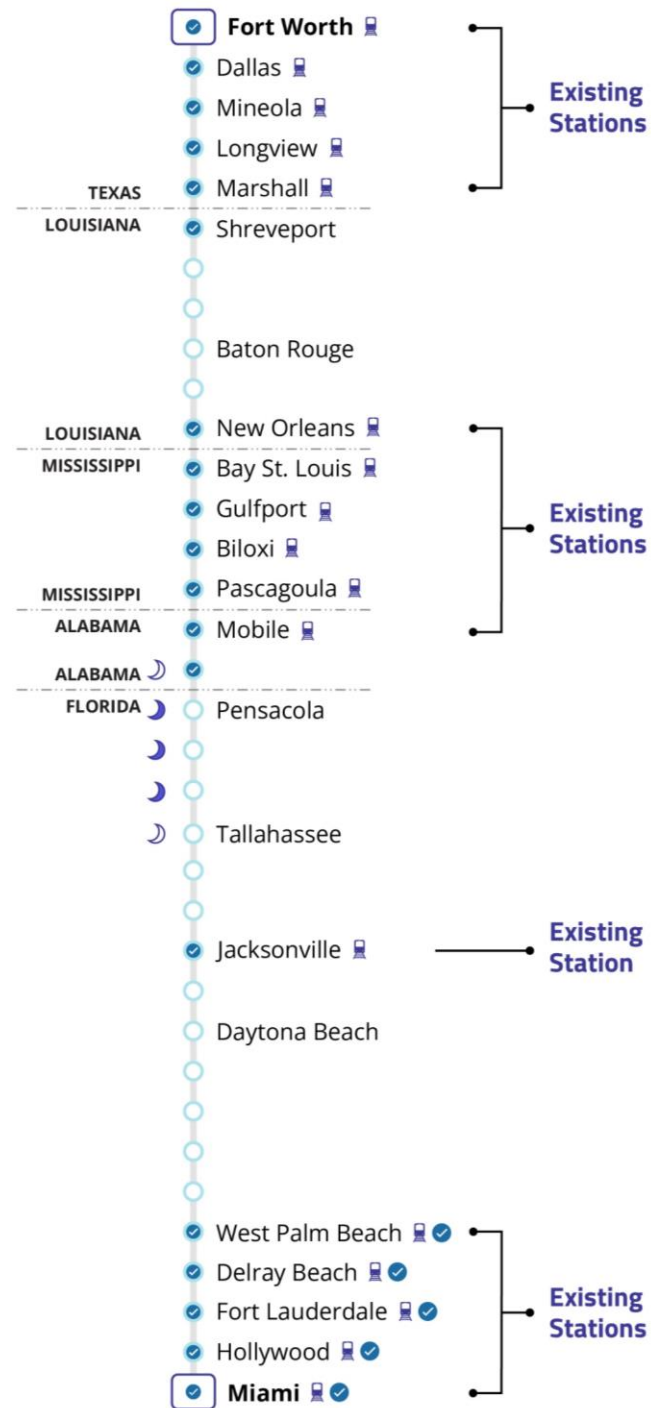 Fort Worth
Dallas
Existing
Stations
Mineola
Longview
Marshall
TEXAS
LOUISIANA
Shreveport
Baton Rouge
New Orleans
LOUISIANA
MISSISSIPPI
Bay St. Louis
Gulfport
Existing
Stations
Biloxi
Pascagoula
MISSISSIPPI
ALABAMA
Mobile
ALABAMA
FLORIDA
Pensacola
Tallahassee
Jacksonville
Existing
Station
Daytona Beach
West Palm Beach
Delray Beach
Existing
Stations
Fort Lauderdale
Hollywood
Miami